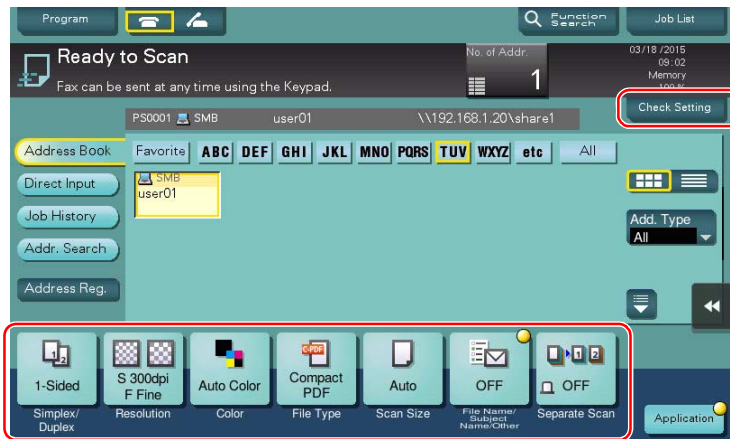 Program
Function
Search
Job List
Ready to Scan
Fax can be sent at any time using the Keypad.
No. of Addr.
1
03/18 /2015
09:02
Memory
100 %
Check Setting
PS0001 SMB user01 \\192.168.1.20\share1
Address Book
Favorite ABC DEF GHI JKL MNO PQRS TUV WXYZ etc All
SMB
user01
Direct Input
Job History
Addr. Search
Address Reg.
Add. Type
All
1-Sided
S 300dpi
F Fine
Auto Color
C-PDF
Compact
PDF
Auto
OFF
OFF
Simplex/
Duplex
Resolution
Color
File Type
Scan Size
File Name/
Subject
Name/Other
Separate Scan
Application